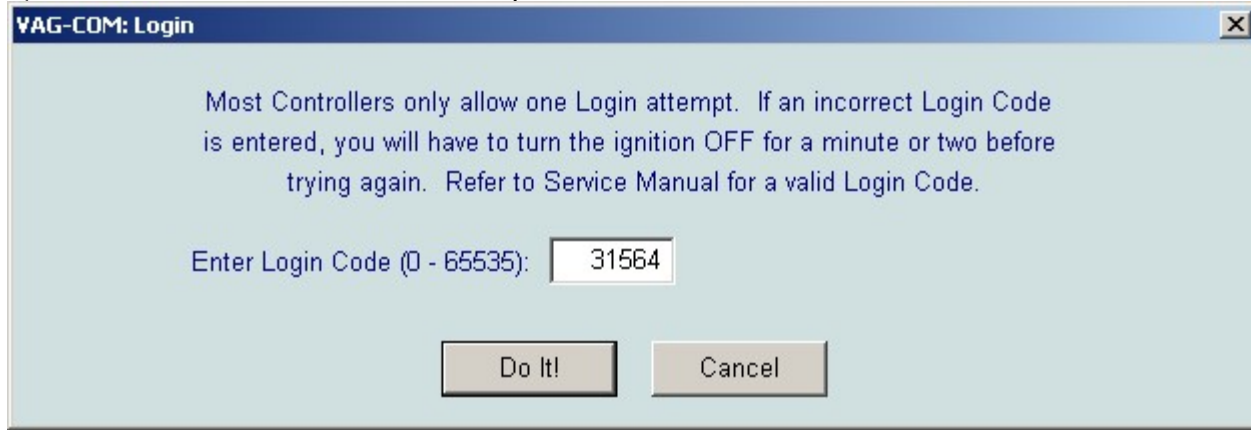 VAG-COM: Login
Most Controllers only allow one Login attempt. If an incorrect Login Code
is entered, you will have to turn the ignition OFF for a minute or two before
trying again. Refer to Service Manual for a valid Login Code.
Enter Login Code (0 - 65535): 31564
Do It! Cancel